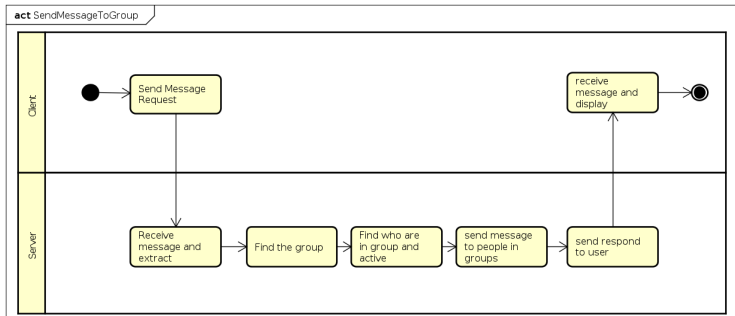 act SendMessageToGroup
Client
Send Message
Request
receive
message and
display
Server
Receive
message and
extract
Find the group
Find who are
in group and
active
send message
to people in
groups
send respond
to user